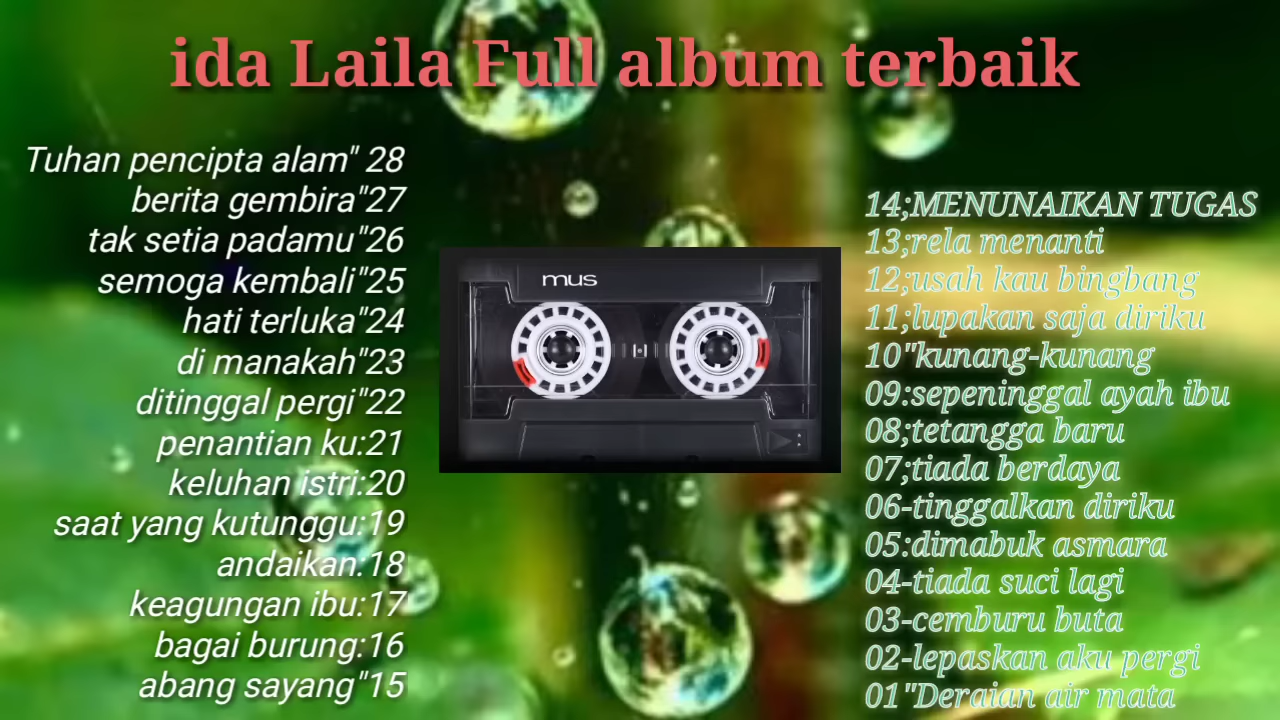 ida Laila Full album terbaik
Tuhan pencipta alam" 28
berita gembira"27
tak setia padamu"26
semoga kembali"25
hati terluka"24
di manakah"23
ditinggal pergi"22
penantian ku:21
keluhan istri:20
saat yang kutunggu:19
andaikan:18
keagungan ibu:17
bagai burung:16
abang sayang"15
mus
14;MENUNAIKAN TUGAS
13;rela menanti
12;usah kau bingbang
11;lupakan saja diriku
10"kunang-kunang
09:sepeninggal ayah ibu
08;tetangga baru
07;tiada berdaya
06-tinggalkan diriku
05:dimabuk asmara
04-tiada suci lagi
03-cemburu buta
02-lepaskan aku pergi
01"Deraian air mata